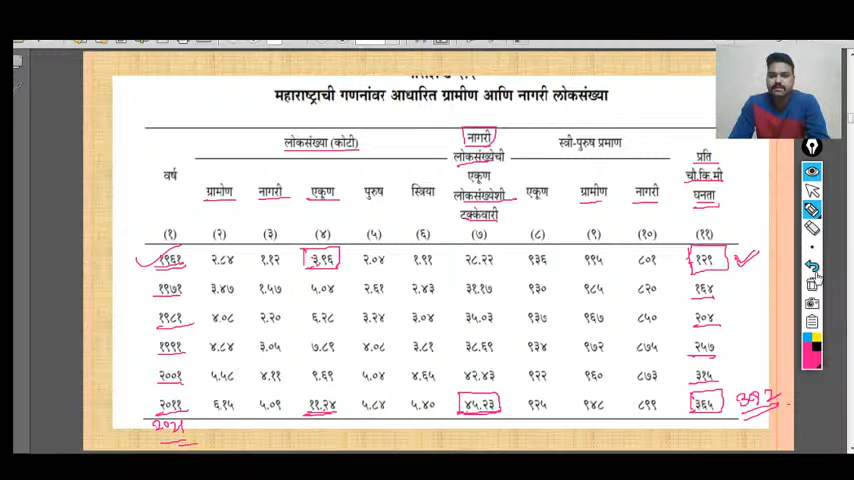 महाराष्ट्राची गणनांवर आधारित ग्रामीण आणि नागरी लोकसंख्या
वर्ष लोकसंख्या (कोटी) नागरी लोकसंख्येची एकूण लोकसंख्येशी टक्केवारी स्त्री-पुरुष प्रमाण प्रति चौ.कि.मी घनता
ग्रामीण नागरी एकूण पुरुष स्त्रिया एकूण ग्रामीण नागरी
(१) (२) (३) (४) (५) (६) (७) (८) (९) (१०) (११)
१९६१ २.८४ १.१२ ३.९६ २.०४ १.९१ २८.२२ ९३६ ९९५ ८०१ १२९
१९७१ ३.४७ १.५७ ५.०४ २.६१ २.४३ ३१.१७ ९३० ९८५ ८२० १६४
१९८१ ४.०८ २.२० ६.२८ ३.२४ ३.०४ ३५.०३ ९३७ ९६७ ८५० २०४
१९९१ ४.८४ ३.०५ ७.८९ ४.०८ ३.८१ ३८.६९ ९३४ ९७२ ८७५ २५७
२००१ ५.५८ ४.११ ९.६९ ५.०४ ४.६५ ४२.४३ ९२२ ९६० ८७३ ३१५
२०११ ६.१५ ५.०९ ११.२४ ५.८४ ५.४० ४५.२३ ९२५ ९४८ ८९९ ३६५